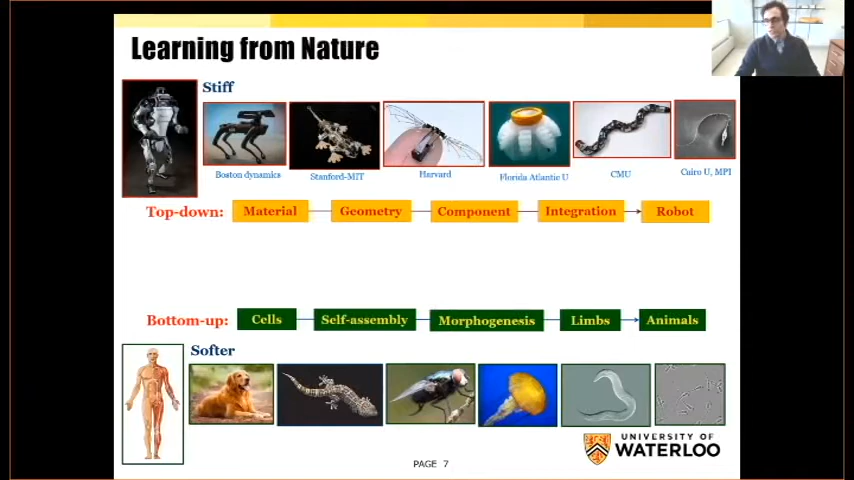 Learning from Nature
Stiff
Boston dynamics
Stanford-MIT
Harvard
Florida Atlantic U
CMU
Cairo U, MPI
Top-down: Material Geometry Component Integration Robot
Bottom-up: Cells Self-assembly Morphogenesis Limbs Animals
Softer
UNIVERSITY OF
WATERLOO
PAGE 7